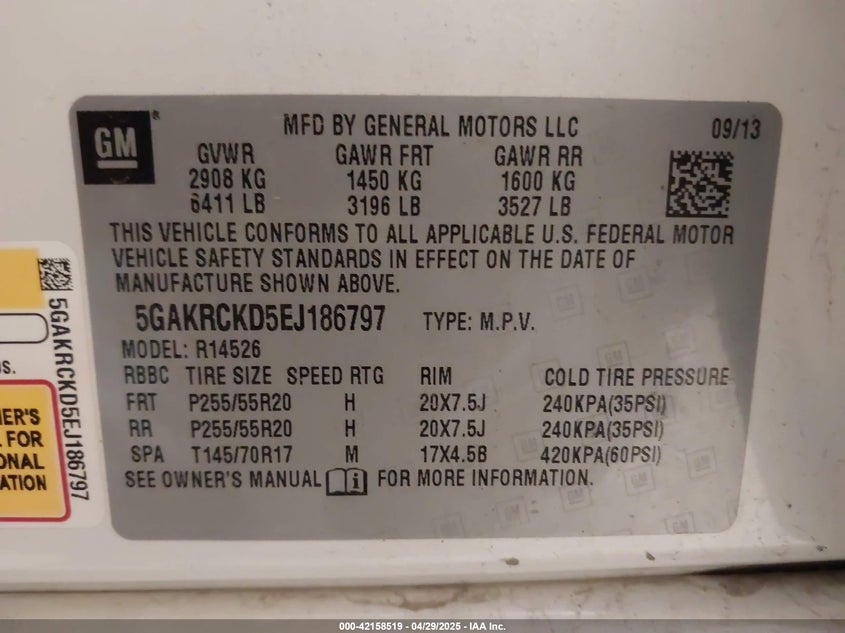 GM
®
MFD BY GENERAL MOTORS LLC
09/13
GVWR GAWR FRT GAWR RR
2908 KG 1450 KG 1600 KG
6411 LB 3196 LB 3527 LB
THIS VEHICLE CONFORMS TO ALL APPLICABLE U.S. FEDERAL MOTOR
VEHICLE SAFETY STANDARDS IN EFFECT ON THE DATE OF
MANUFACTURE SHOWN ABOVE.
5GAKRCKD5EJ186797 TYPE: M.P.V.
MODEL: R14526
RBBC TIRE SIZE SPEED RTG RIM COLD TIRE PRESSURE
FRT P255/55R20 H 20X7.5J 240KPA(35PSI)
RR P255/55R20 H 20X7.5J 240KPA(35PSI)
SPA T145/70R17 M 17X4.5B 420KPA(60PSI)
SEE OWNER'S MANUAL i FOR MORE INFORMATION.
5GAKRCKD5EJ186797
S.
ER'S
FOR
ONAL
ATION
000-42158519 | 04/29/2025 | IAA Inc.